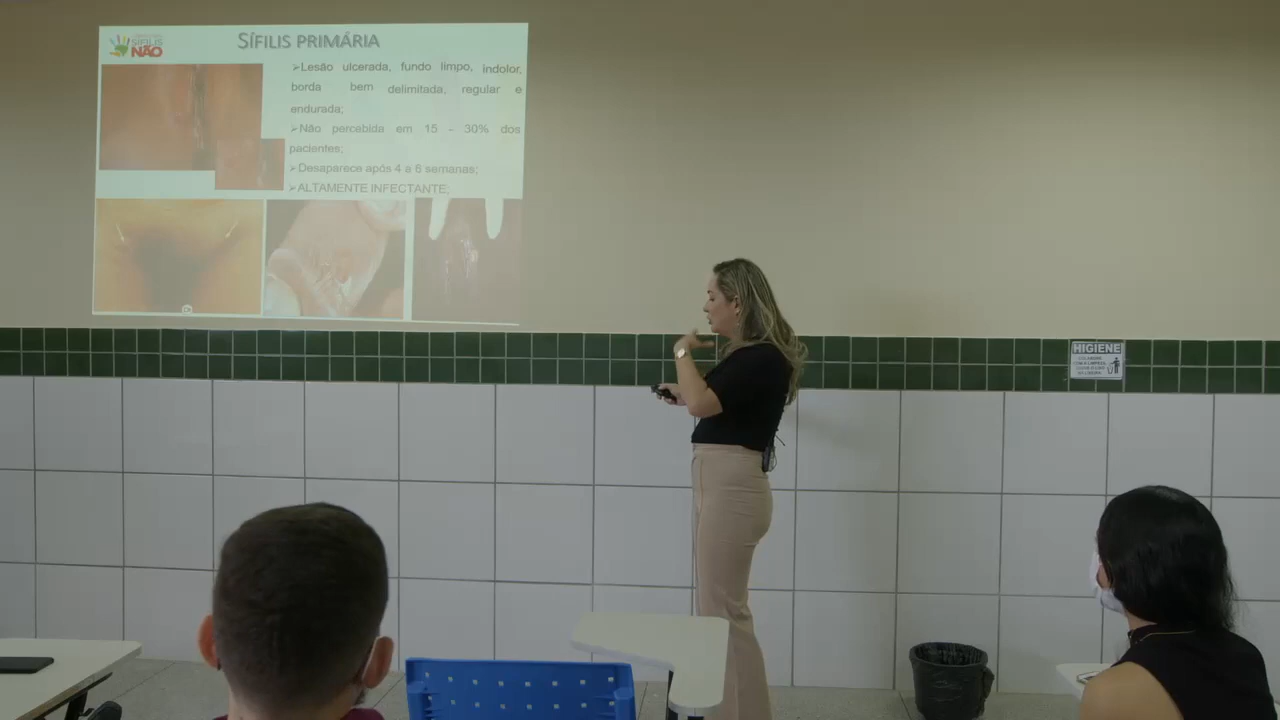 SÍFILIS
NÃO
SÍFILIS PRIMÁRIA
➢Lesão ulcerada, fundo limpo, indolor,
borda bem delimitada, regular e
endurada;
➢Não percebida em 15 - 30% dos
pacientes;
➢Desaparece após 4 a 6 semanas;
➢ALTAMENTE INFECTANTE;
HIGIENE